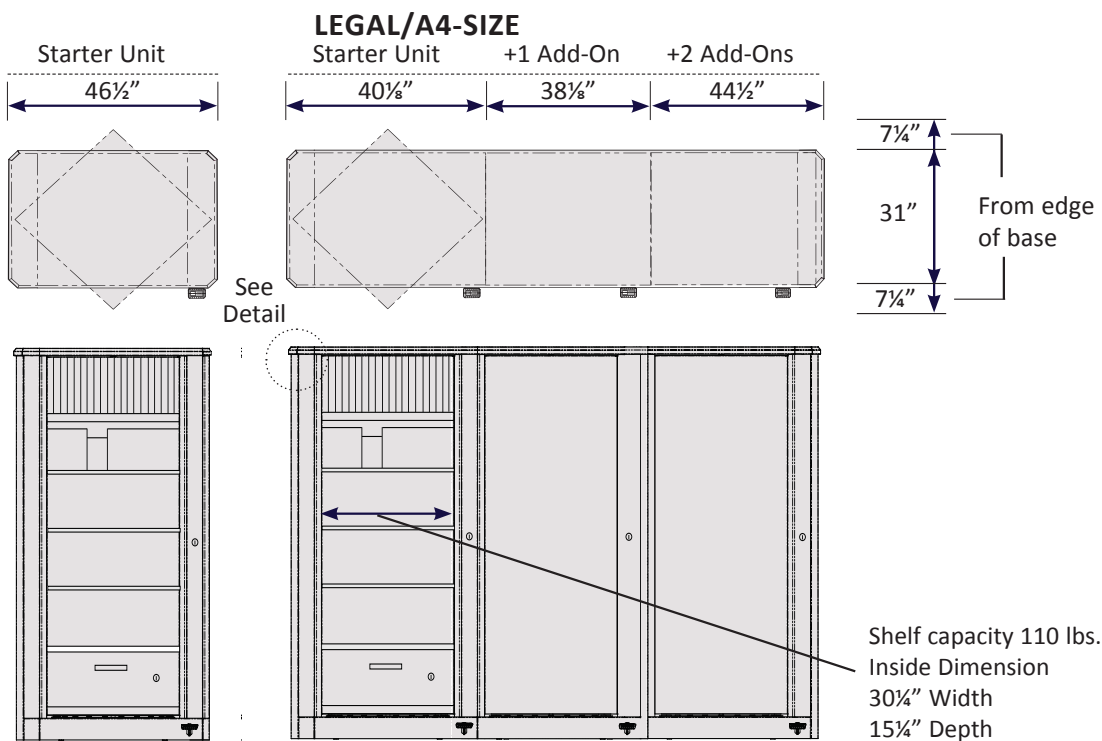 LEGAL/A4-SIZE
Starter Unit
Starter Unit
+1 Add-On
+2 Add-Ons
46½”
40⅛”
38⅛”
44½”
7¼”
31”
From edge
of base
7¼”
See
Detail
Shelf capacity 110 lbs.
Inside Dimension
30¼” Width
15¼” Depth